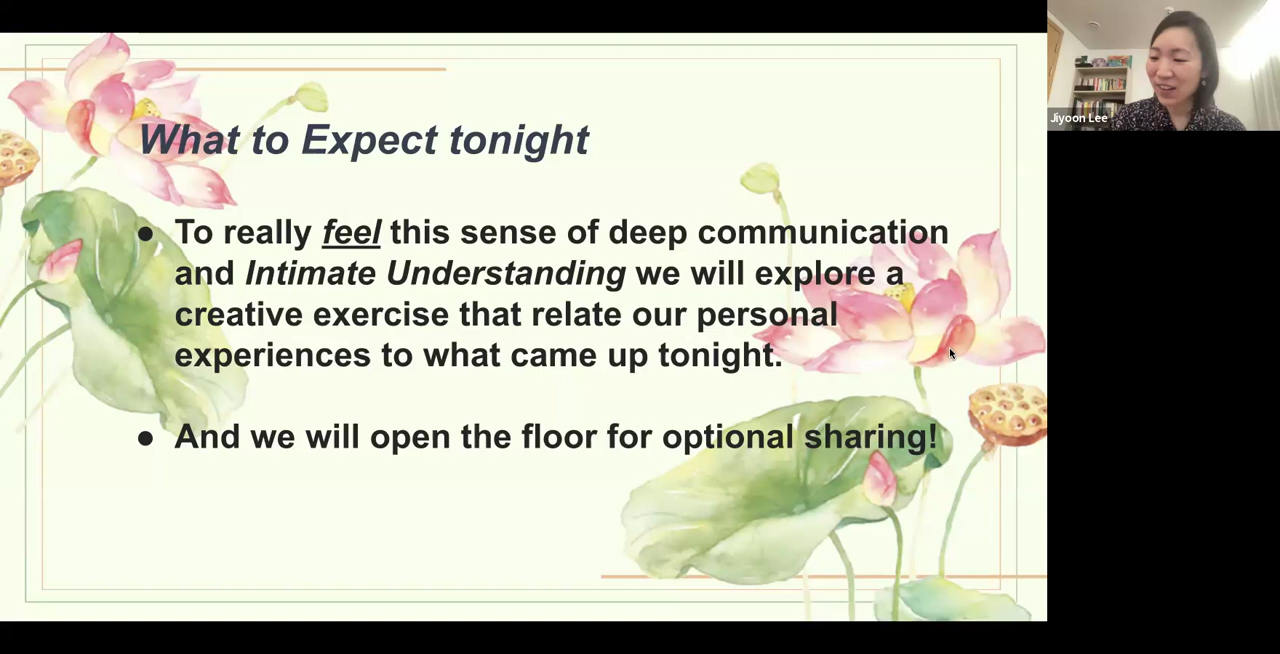 What to Expect tonight
● To really feel this sense of deep communication
and Intimate Understanding we will explore a
creative exercise that relate our personal
experiences to what came up tonight.
● And we will open the floor for optional sharing!
Jiyoon Lee